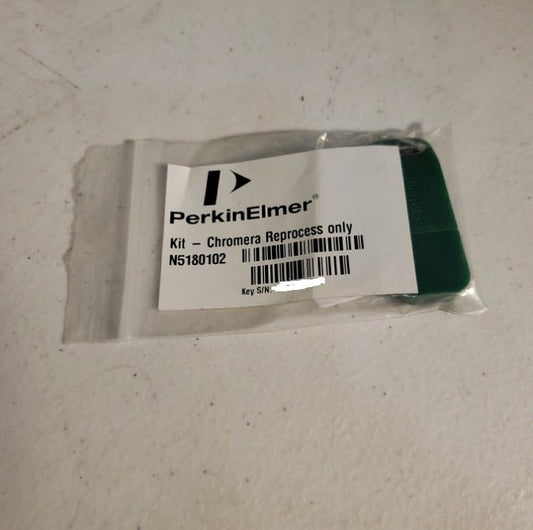 PerkinElmer®
Kit – Chromera Reprocess only
N5180102
Key S/N: